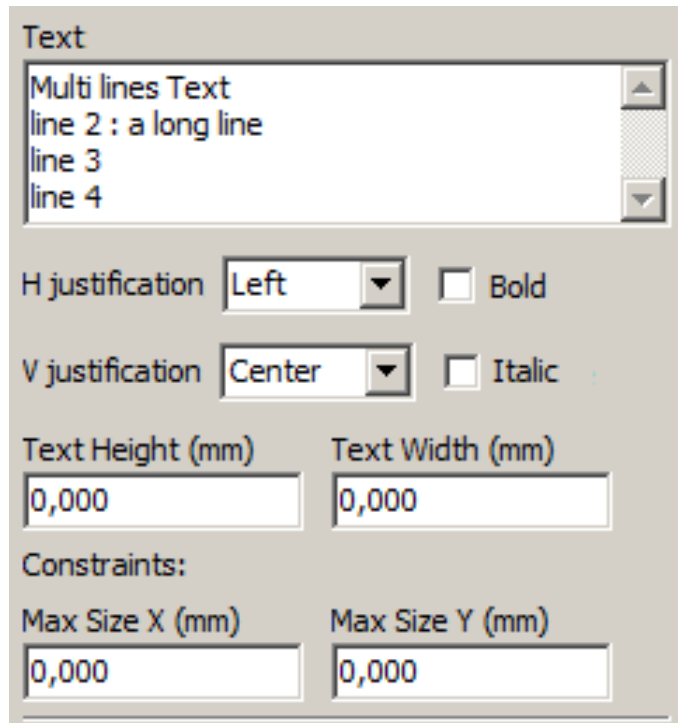 Text
Multi lines Text
line 2 : a long line
line 3
line 4
H justification Left Bold
V justification Center Italic
Text Height (mm) Text Width (mm)
0,000 0,000
Constraints:
Max Size X (mm) Max Size Y (mm)
0,000 0,000